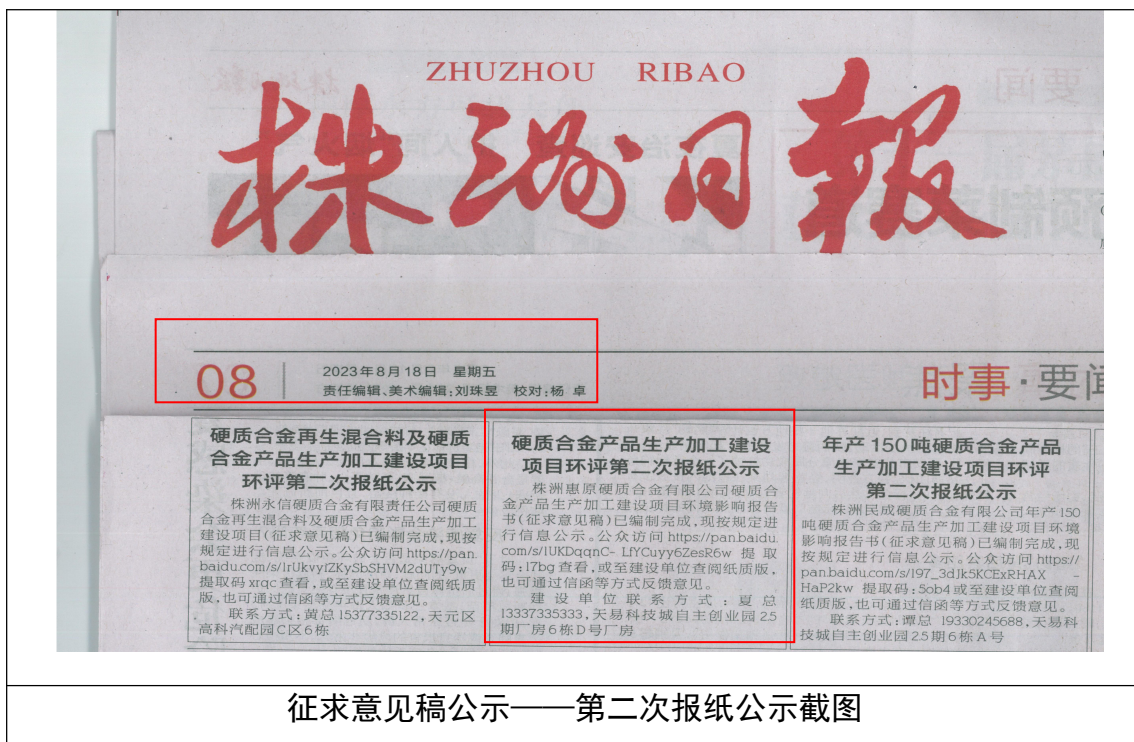 ZHUZHOU RIBAO
株洲日报
要闻
08
2023年8月18日 星期五
责任编辑、美术编辑:刘珠昱 校对:杨 卓
时事·要闻
硬质合金再生混合料及硬质
合金产品生产加工建设项目
环评第二次报纸公示
株洲永信硬质合金有限责任公司硬质
合金再生混合料及硬质合金产品生产加工
建设项目(征求意见稿)已编制完成,现按
规定进行信息公示。公众访问 https://pan.
baidu.com/s/1rUkvyIZKySbSHVM2dUTy9w
提取码 xrqc 查看,或至建设单位查阅纸质
版,也可通过信函等方式反馈意见。
联系方式:黄总 15377335122,天元区
高科汽配园C区6栋
硬质合金产品生产加工建设
项目环评第二次报纸公示
株洲惠原硬质合金有限公司硬质合
金产品生产加工建设项目环境影响报告
书(征求意见稿)已编制完成,现按规定进
行信息公示。公众访问 https://pan.baidu.
com/s/1UKDqqnC- LfYCuyy6ZesR6w 提 取
码:17bg 查看,或至建设单位查阅纸质版,
也可通过信函等方式反馈意见。
建 设 单 位 联 系 方 式 : 夏 总
13337335333,天易科技城自主创业园 2.5
期厂房6栋D号厂房
年产150吨硬质合金产品
生产加工建设项目环评
第二次报纸公示
株洲民成硬质合金有限公司年产150
吨硬质合金产品生产加工建设项目环境
影响报告书(征求意见稿)已编制完成,现
按规定进行信息公示。公众访问 https://
pan.baidu.com/s/197_3dJk5KCExRHAX -
HaP2kw 提取码:5ob4 或至建设单位查阅
纸质版,也可通过信函等方式反馈意见。
联系方式:谭总 19330245688,天易科
技城自主创业园2.5期6栋A号
征求意见稿公示——第二次报纸公示截图